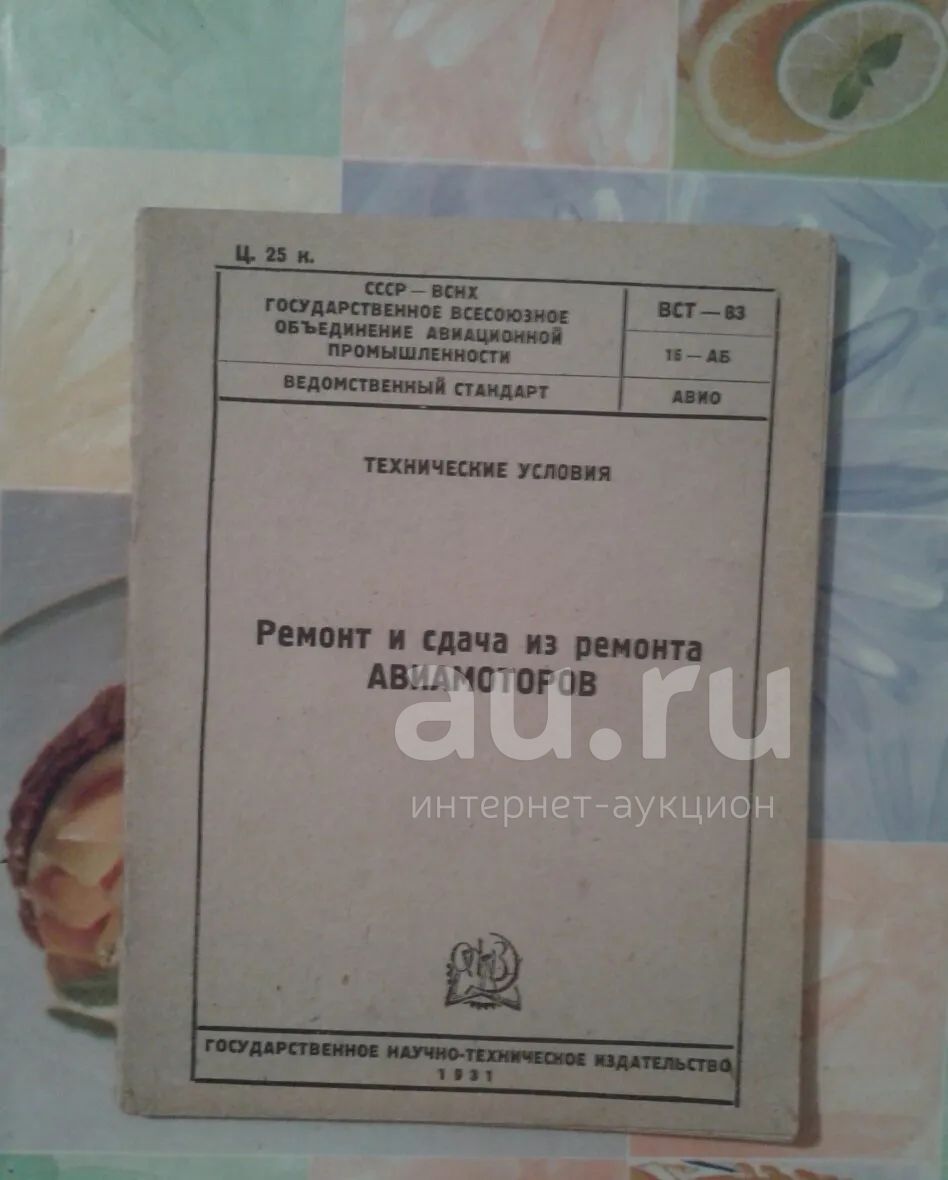 Ц. 25 к.
СССР — ВСНХ
ГОСУДАРСТВЕННОЕ ВСЕСОЮЗНОЕ
ОБЪЕДИНЕНИЕ АВИАЦИОННОЙ
ПРОМЫШЛЕННОСТИ
ВЕДОМСТВЕННЫЙ СТАНДАРТ
ВСТ — 83
16 — АБ
АВИО
ТЕХНИЧЕСКИЕ УСЛОВИЯ
Ремонт и сдача из ремонта
АВИАМОТОРОВ
au.ru
интернет-аукцион
ГОСУДАРСТВЕННОЕ НАУЧНО-ТЕХНИЧЕСКОЕ ИЗДАТЕЛЬСТВО
1931